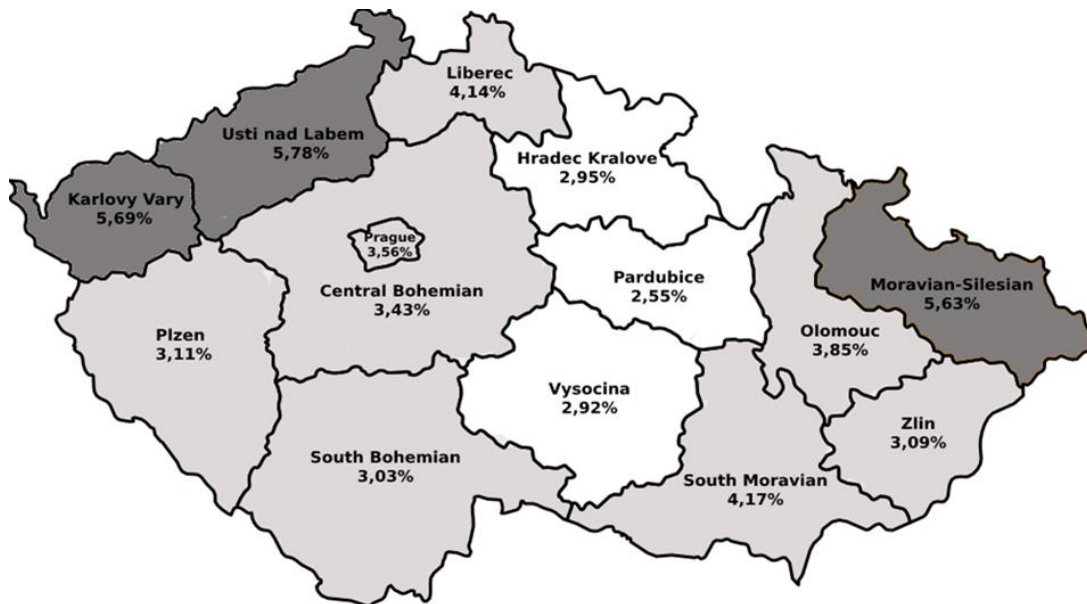 Liberec
4,14%
Usti nad Labem
5,78%
Hradec Kralove
2,95%
Karlovy Vary
5,69%
Prague
3,56%
Central Bohemian
3,43%
Pardubice
2,55%
Moravian-Silesian
5,63%
Plzen
3,11%
Olomouc
3,85%
Vysocina
2,92%
Zlin
3,09%
South Bohemian
3,03%
South Moravian
4,17%